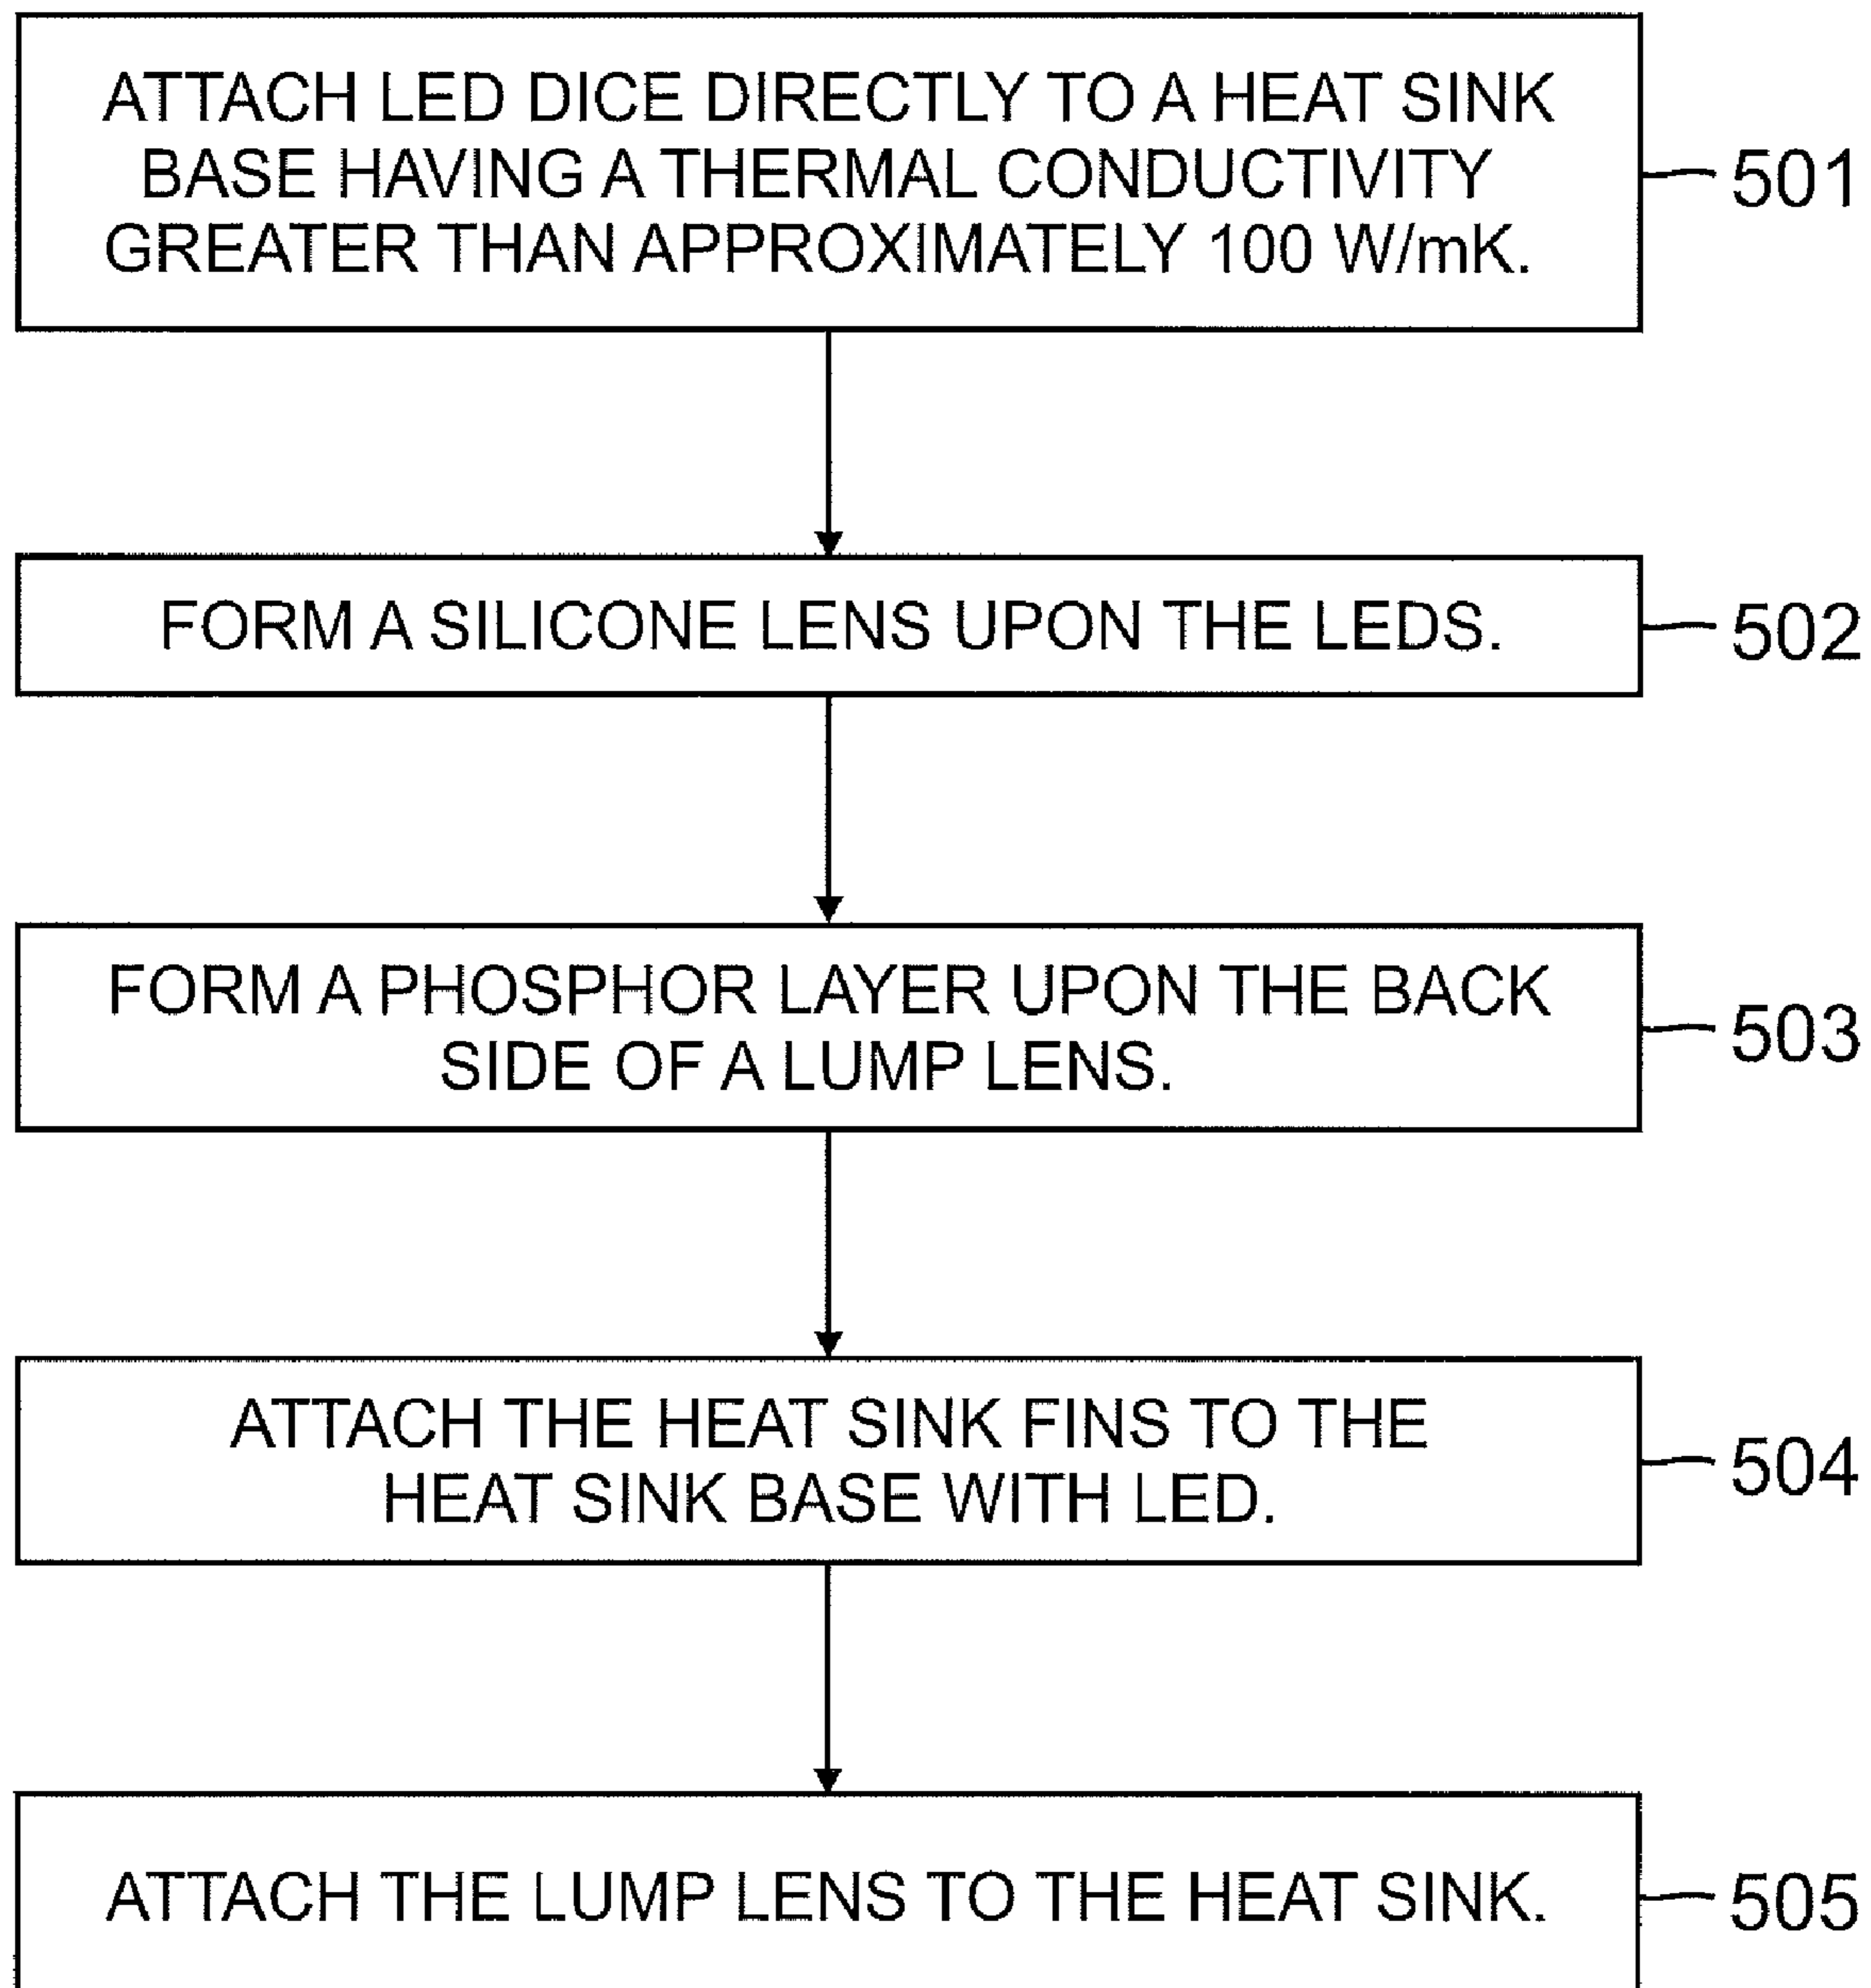 ATTACH LED DICE DIRECTLY TO A HEAT SINK
BASE HAVING A THERMAL CONDUCTIVITY
GREATER THAN APPROXIMATELY 100 W/mK.
501
FORM A SILICONE LENS UPON THE LEDS.
502
FORM A PHOSPHOR LAYER UPON THE BACK
SIDE OF A LUMP LENS.
503
ATTACH THE HEAT SINK FINS TO THE
HEAT SINK BASE WITH LED.
504
ATTACH THE LUMP LENS TO THE HEAT SINK.
505